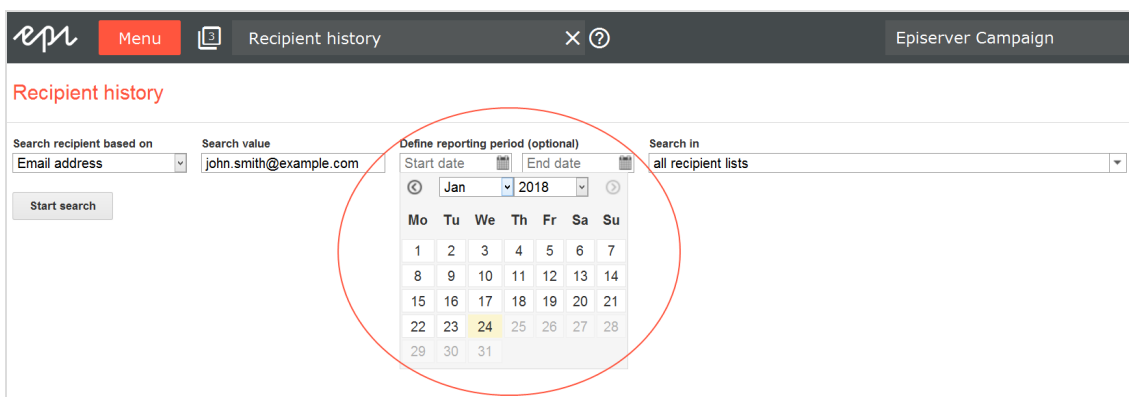 epi Menu 3 Recipient history Episerver Campaign
Recipient history
Search recipient based on Search value Define reporting period (optional) Search in
Email address john.smith@example.com Start date End date all recipient lists
Jan 2018
Start search
Mo Tu We Th Fr Sa Su
1 2 3 4 5 6 7
8 9 10 11 12 13 14
15 16 17 18 19 20 21
22 23 24 25 26 27 28
29 30 31